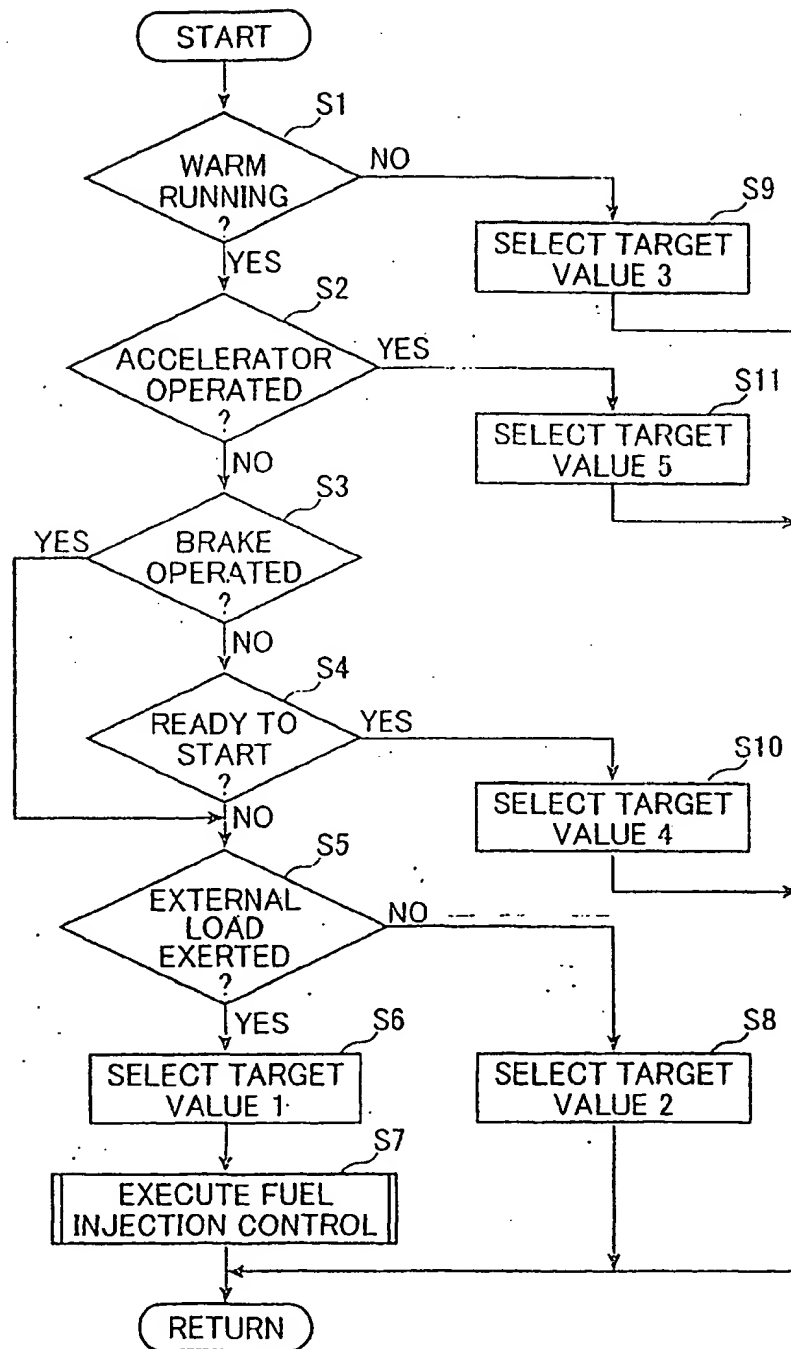 START
S1
WARM
RUNNING
?
NO
YES
S9
SELECT TARGET
VALUE 3
S2
ACCELERATOR
OPERATED
?
YES
NO
S11
SELECT TARGET
VALUE 5
S3
YES
BRAKE
OPERATED
?
NO
S4
READY TO
START
?
YES
NO
S10
SELECT TARGET
VALUE 4
S5
EXTERNAL
LOAD
EXERTED
?
NO
YES
S6
SELECT TARGET
VALUE 1
S8
SELECT TARGET
VALUE 2
S7
EXECUTE FUEL
INJECTION CONTROL
RETURN